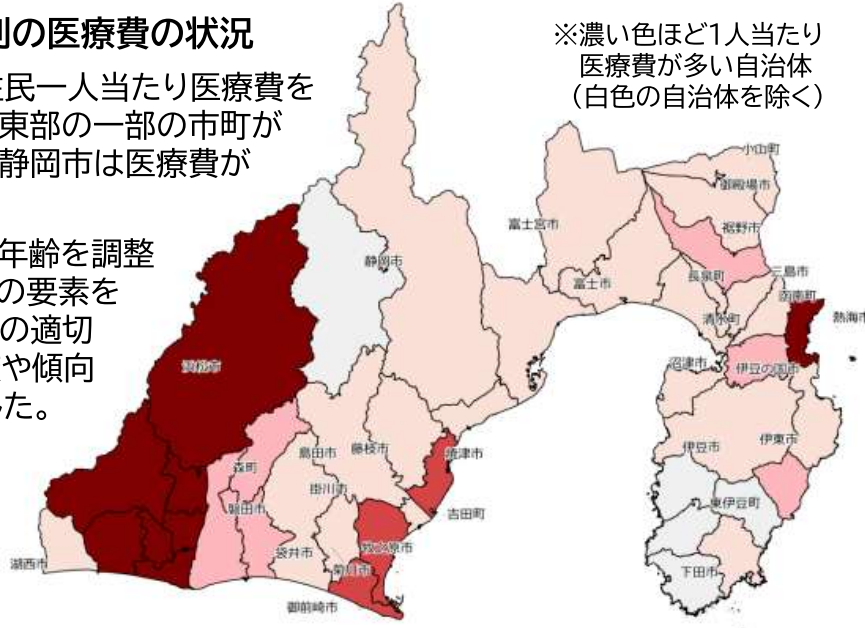 別の医療費の状況
住民一人当たり医療費を
東部の一部の市町が
静岡市は医療費が
年齢を調整
の要素を
の適切
や傾向
した。
※濃い色ほど1人当たり
医療費が多い自治体
（白色の自治体を除く）
小山町
御殿場市
裾野市
富士宮市
富士市
長泉町
三島市
函南町
清水町
熱海市
静岡市
浜松市
沼津市
伊豆の国市
伊豆市
伊東市
東伊豆町
下田市
森町
島田市
藤枝市
焼津市
掛川市
磐田市
吉田町
袋井市
牧之原市
菊川市
湖西市
御前崎市